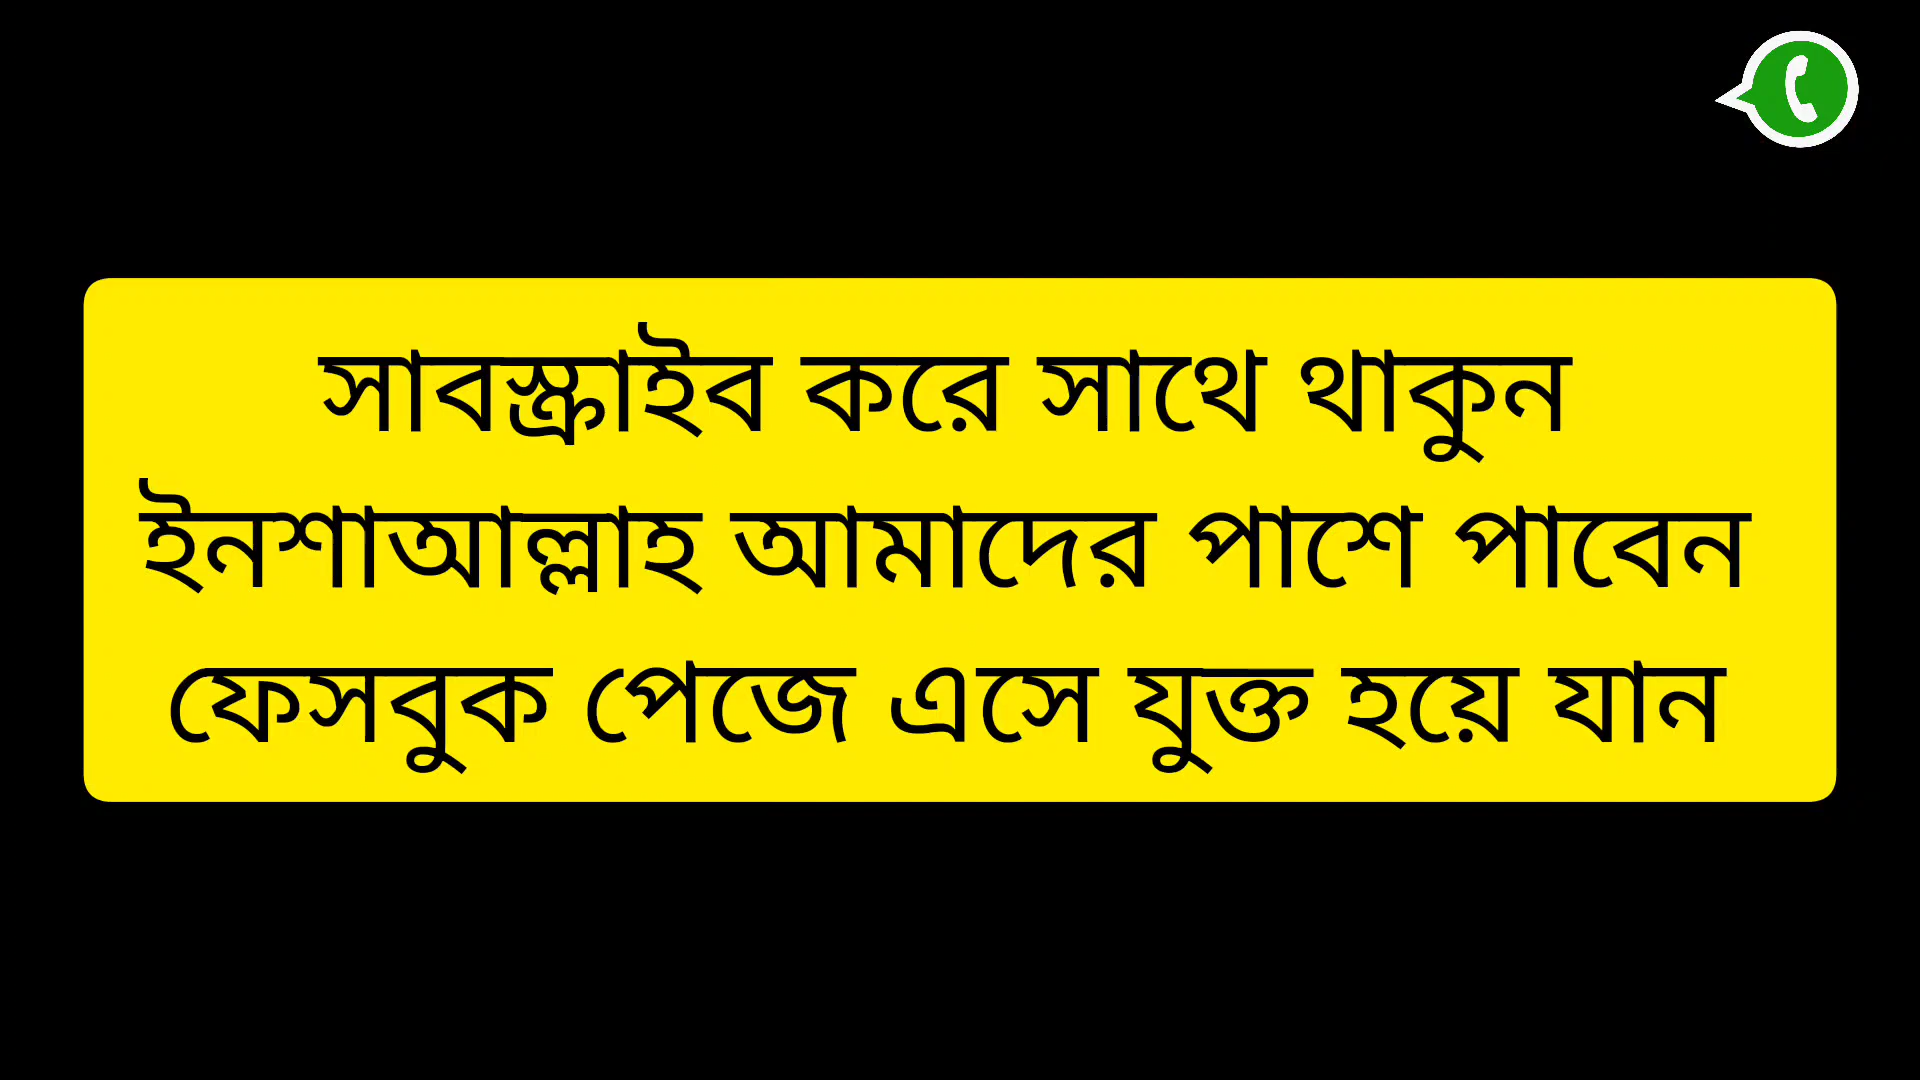 সাবস্ক্রাইব করে সাথে থাকুন
ইনশাআল্লাহ আমাদের পাশে পাবেন
ফেসবুক পেজে এসে যুক্ত হয়ে যান